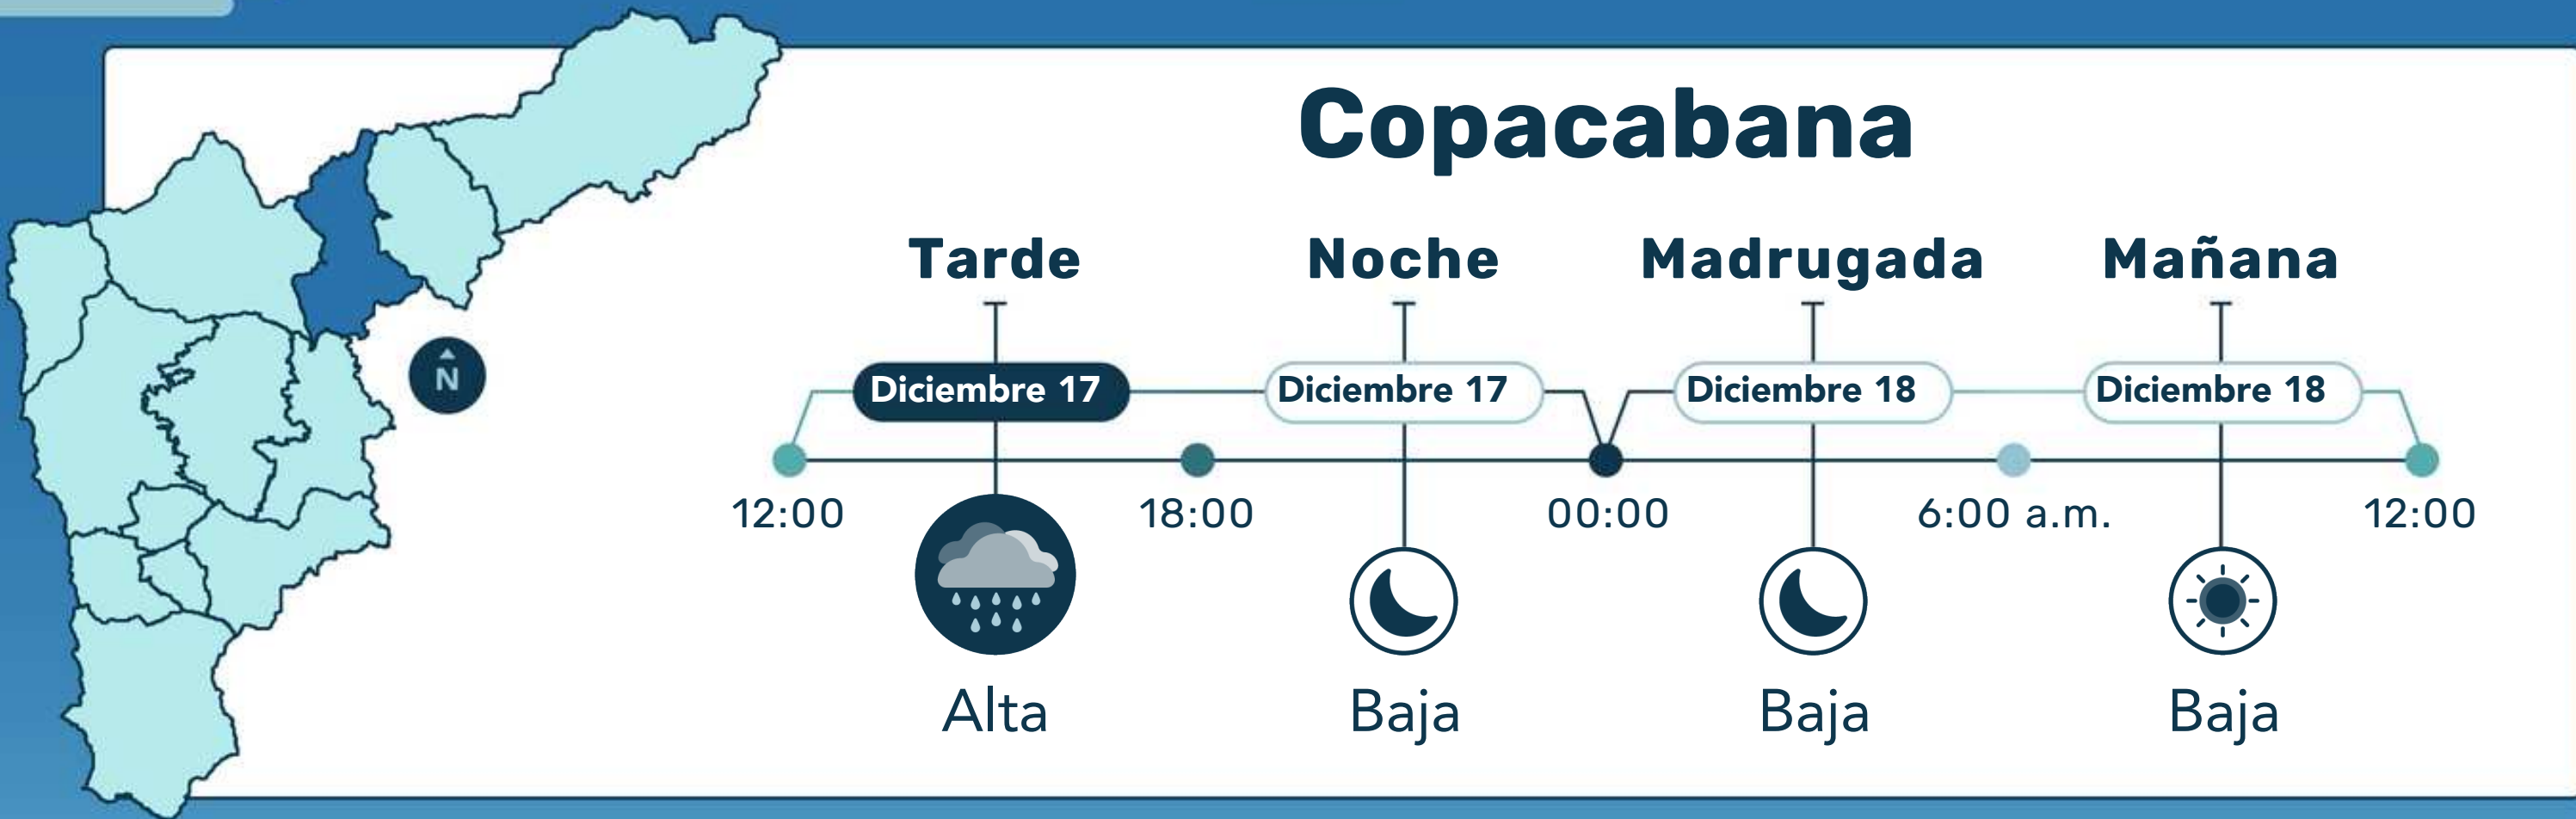 Copacabana
Tarde Noche Madrugada Mañana
Diciembre 17 Diciembre 17 Diciembre 18 Diciembre 18
N
12:00 18:00 00:00 6:00 a.m. 12:00
Alta Baja Baja Baja